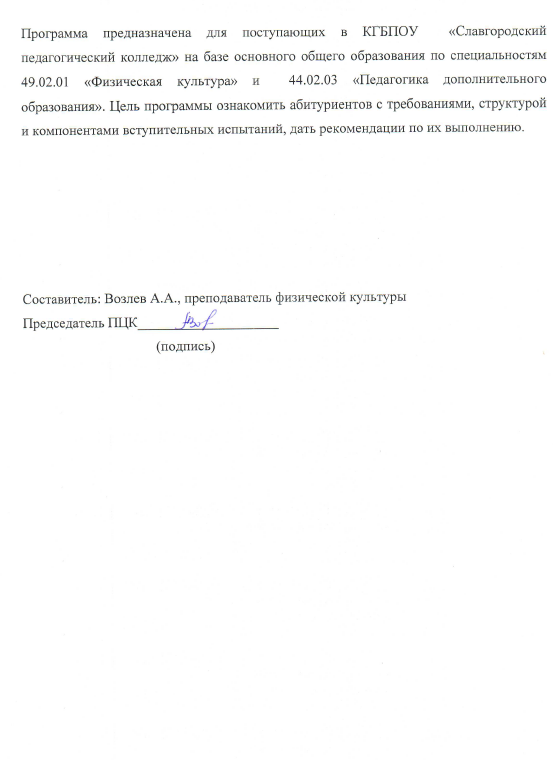 Программа предназначена для поступающих в КГБПОУ «Славгородский
педагогический колледж» на базе основного общего образования по специальностям
49.02.01 «Физическая культура» и 44.02.03 «Педагогика дополнительного
образования». Цель программы ознакомить абитуриентов с требованиями, структурой
и компонентами вступительных испытаний, дать рекомендации по их выполнению.
Составитель: Возлев А.А., преподаватель физической культуры
Председатель ПЦК____________________
(подпись)